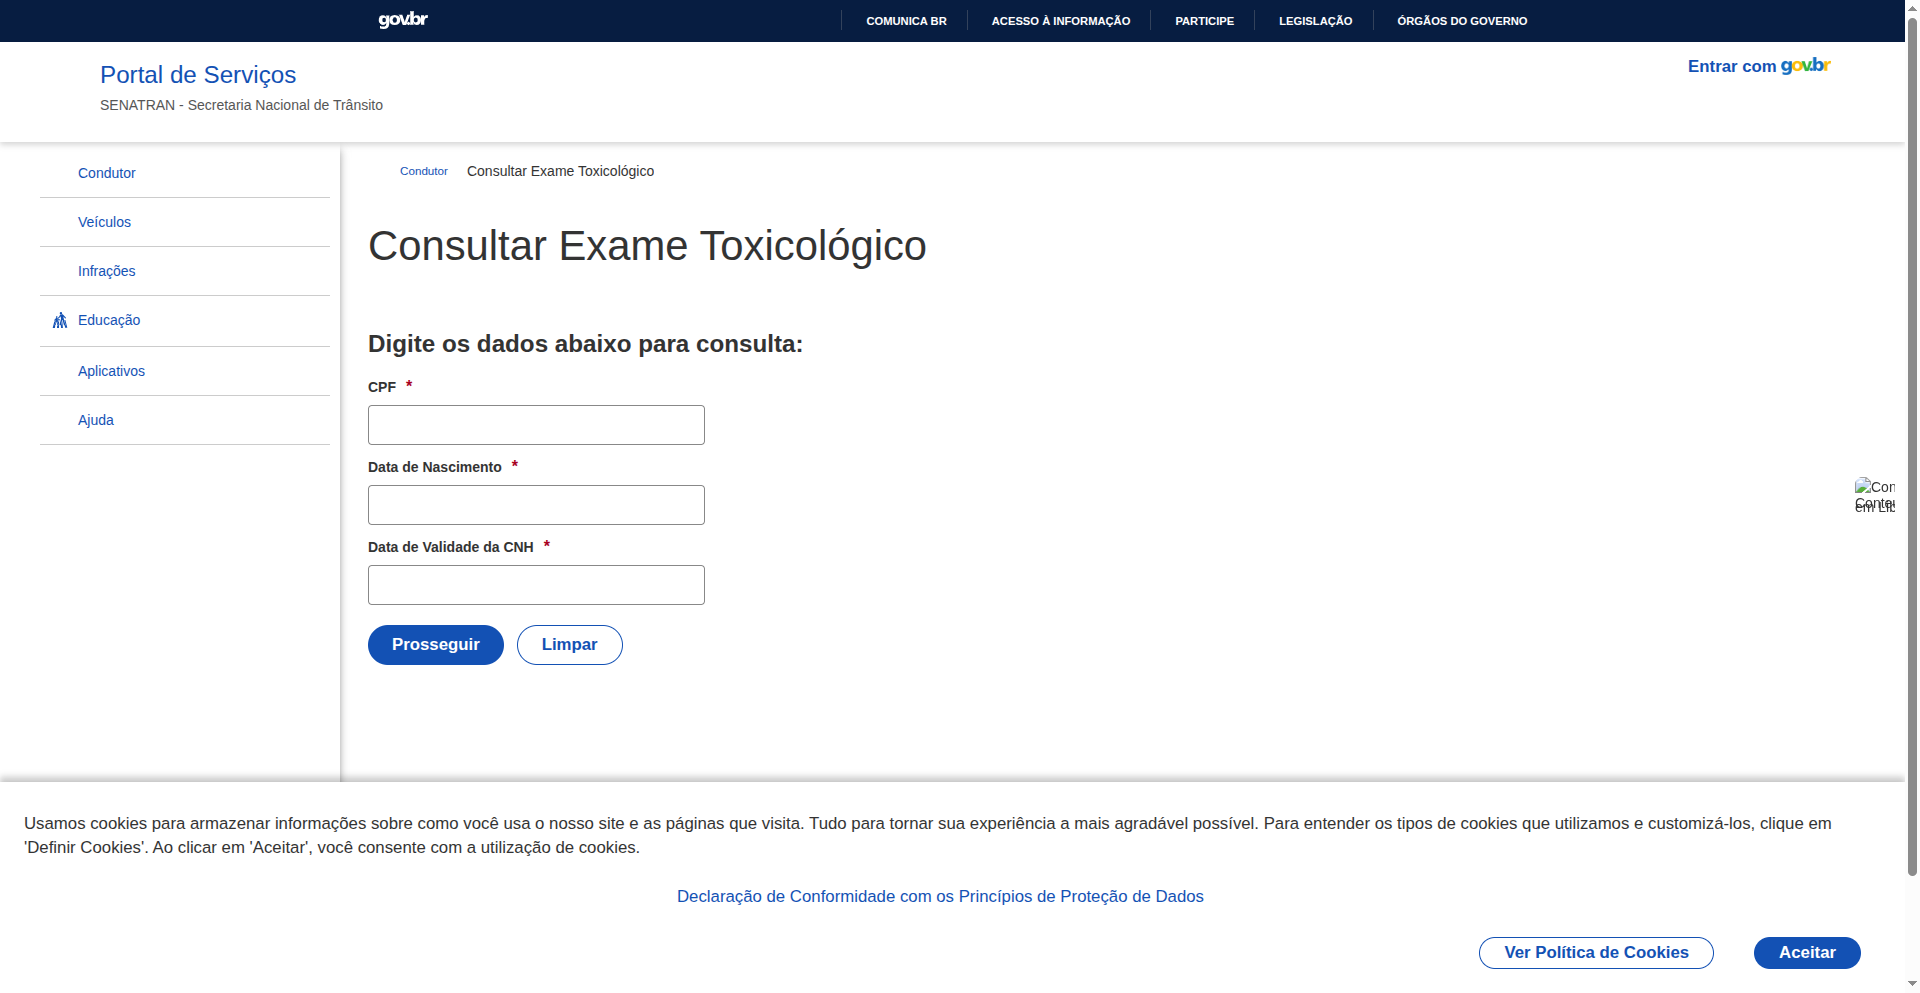 gov.br
COMUNICA BR
ACESSO À INFORMAÇÃO
PARTICIPE
LEGISLAÇÃO
ÓRGÃOS DO GOVERNO
Portal de Serviços
SENATRAN - Secretaria Nacional de Trânsito
Entrar com gov.br
Condutor
Veículos
Infrações
Educação
Aplicativos
Ajuda
Condutor Consultar Exame Toxicológico
Consultar Exame Toxicológico
Digite os dados abaixo para consulta:
CPF *
Data de Nascimento *
Data de Validade da CNH *
Prosseguir
Limpar
Usamos cookies para armazenar informações sobre como você usa o nosso site e as páginas que visita. Tudo para tornar sua experiência a mais agradável possível. Para entender os tipos de cookies que utilizamos e customizá-los, clique em
'Definir Cookies'. Ao clicar em 'Aceitar', você consente com a utilização de cookies.
Declaração de Conformidade com os Princípios de Proteção de Dados
Ver Política de Cookies
Aceitar